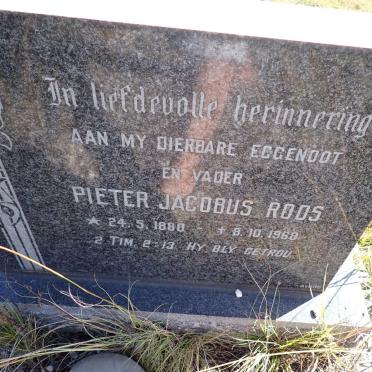 In liefdevolle herinnering
AAN MY DIERBARE EGGENOOT
EN VADER
PIETER JACOBUS ROOS
* 24.5.1880 + 8.10.1960
2 TIM. 2:13 HY BLY GETROU.